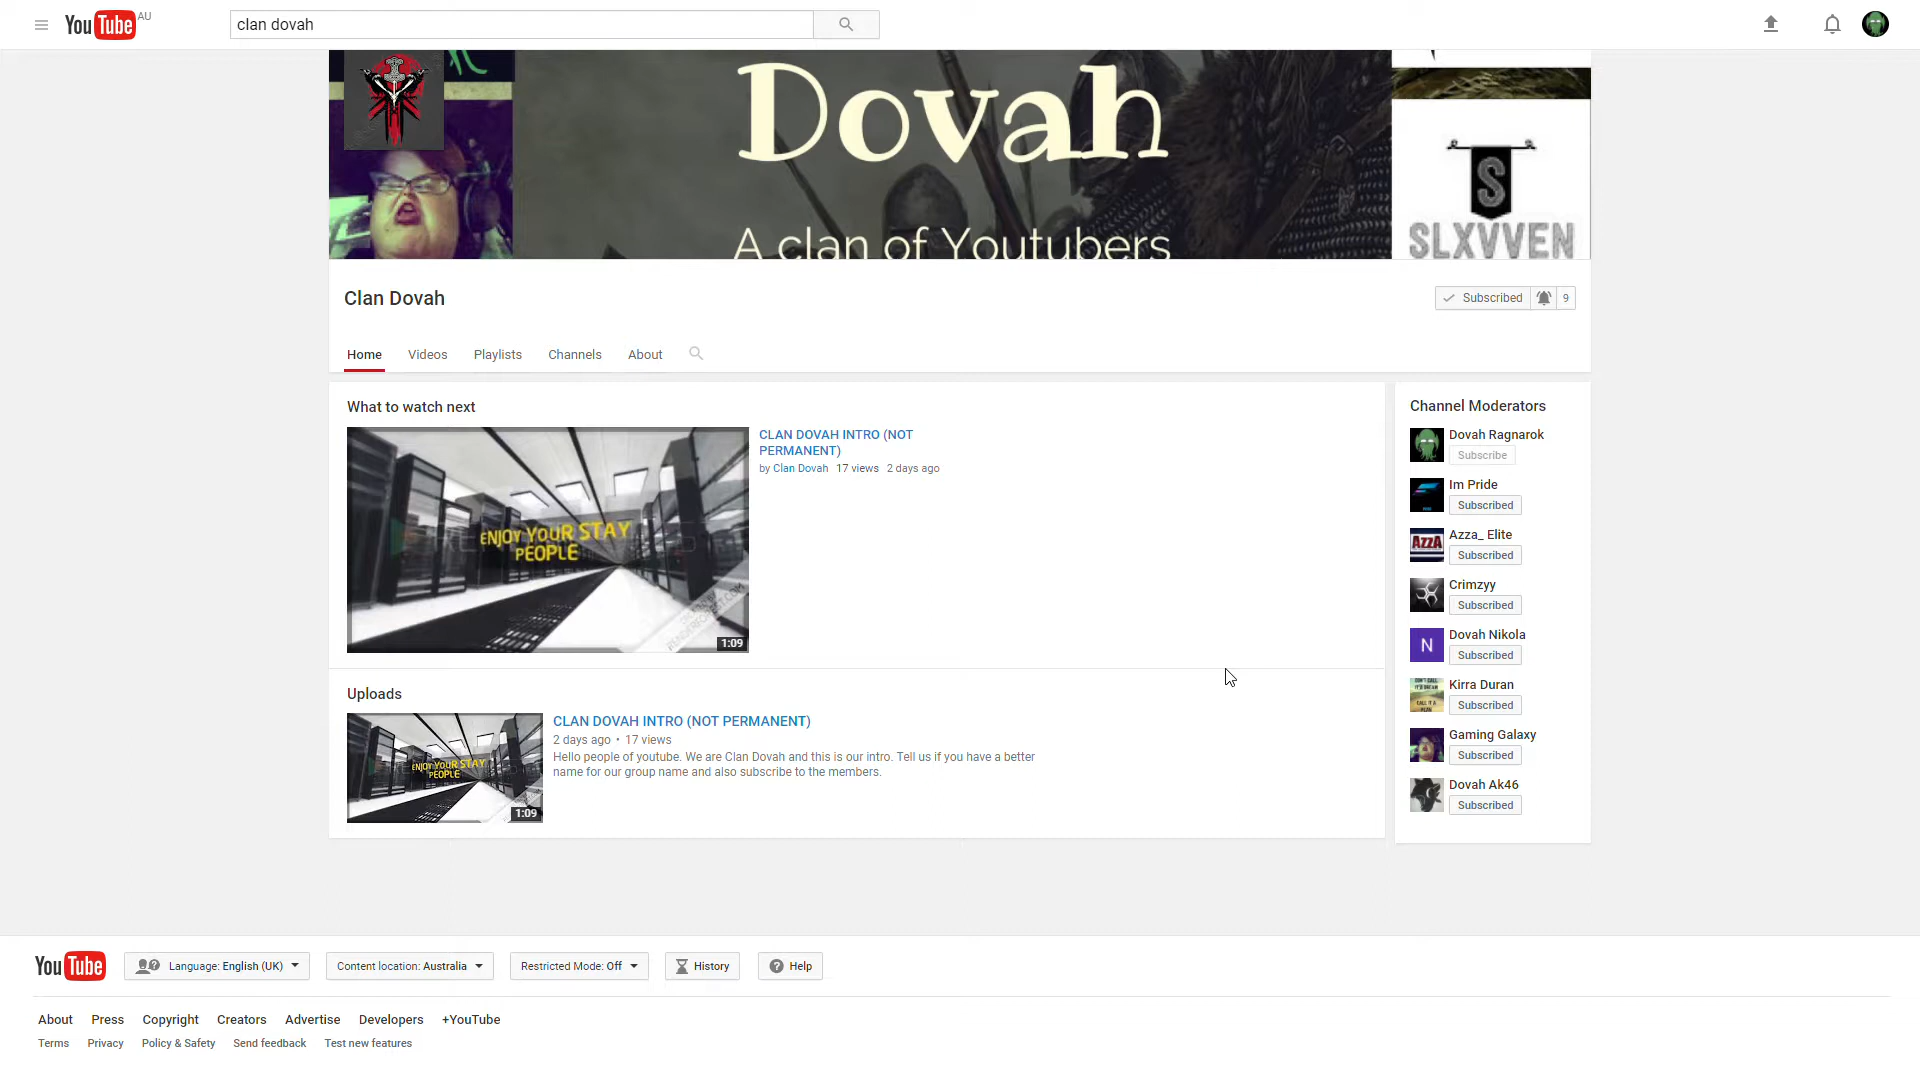 YouTube AU
clan dovah
Dovah
A clan of Youtubers
S
SLXVVEN
Clan Dovah
Subscribed 9
Home Videos Playlists Channels About
What to watch next
ENJOY YOUR STAY
PEOPLE
1:09
CLAN DOVAH INTRO (NOT
PERMANENT)
by Clan Dovah 17 views 2 days ago
Uploads
ENJOY YOUR STAY
PEOPLE
1:09
CLAN DOVAH INTRO (NOT PERMANENT)
2 days ago • 17 views
Hello people of youtube. We are Clan Dovah and this is our intro. Tell us if you have a better
name for our group name and also subscribe to the members.
Channel Moderators
Dovah Ragnarok
Subscribe
Im Pride
Subscribed
AZZA
Azza_ Elite
Subscribed
Crimzyy
Subscribed
N
Dovah Nikola
Subscribed
Kirra Duran
Subscribed
Gaming Galaxy
Subscribed
Dovah Ak46
Subscribed
YouTube Language: English (UK) Content location: Australia Restricted Mode: Off History Help
About Press Copyright Creators Advertise Developers +YouTube
Terms Privacy Policy & Safety Send feedback Test new features